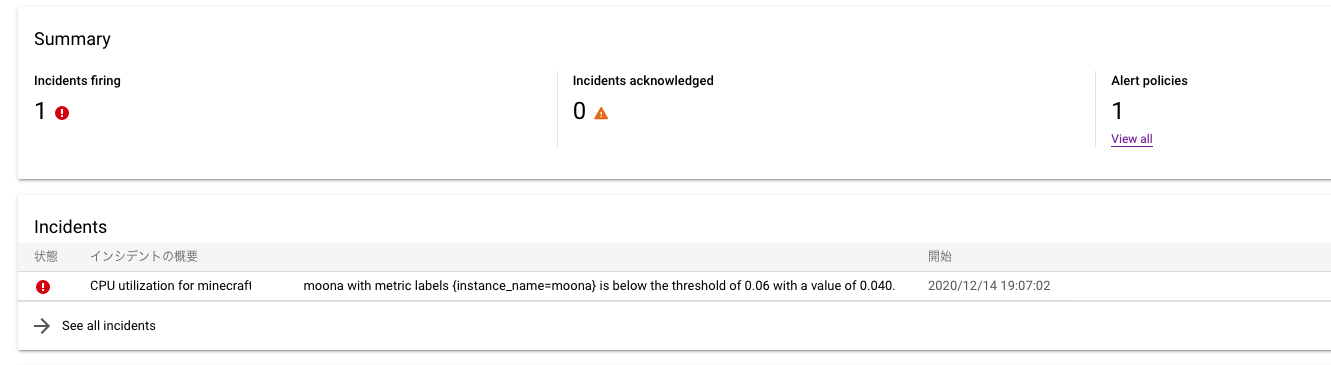 Summary
Incidents firing
1
Incidents acknowledged
0
Alert policies
1
View all
Incidents
状態 インシデントの概要 開始
CPU utilization for minecraft moona with metric labels {instance_name=moona} is below the threshold of 0.06 with a value of 0.040. 2020/12/14 19:07:02
See all incidents